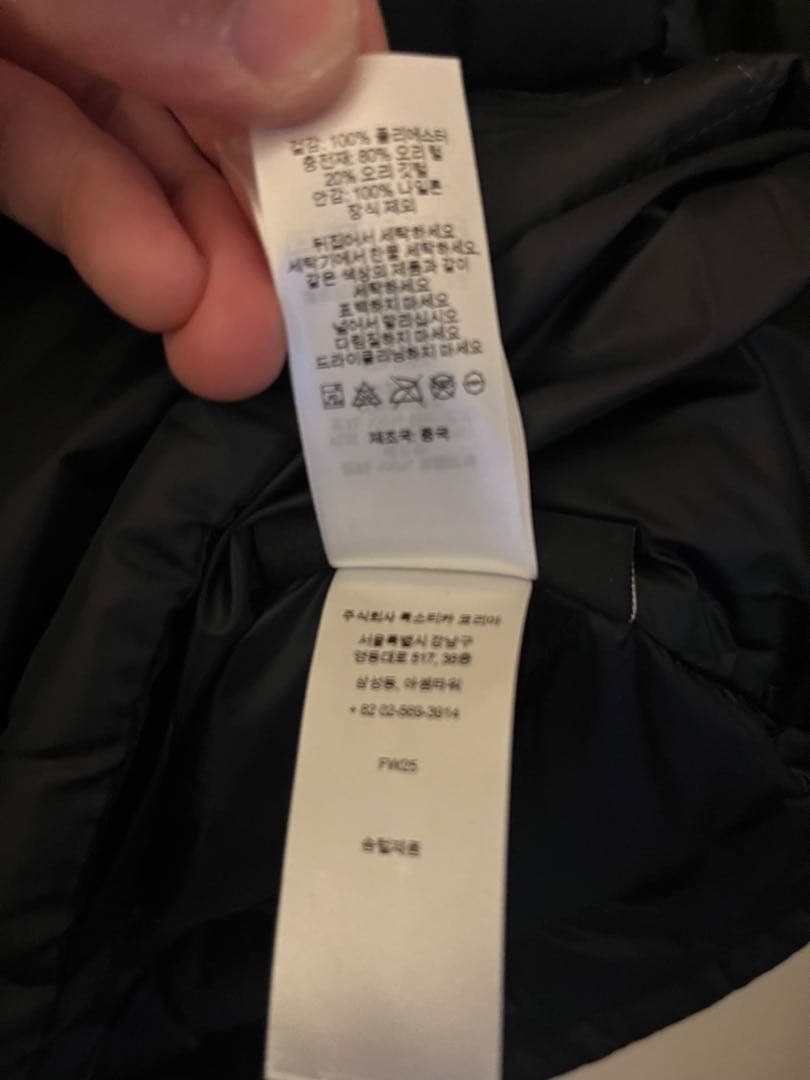 겉감: 100% 폴리에스터
충전재: 80% 오리 털
20% 오리 깃털
안감: 100% 나일론
장식 제외
뒤집어서 세탁하세요
세탁기에서 찬물 세탁하세요.
같은 색상의 제품과 같이
세탁하세요
표백하지 마세요
널어서 말리십시오
다림질하지 마세요
드라이클리닝하지 마세요
제조국: 중국
주식회사 룩소티카 코리아
서울특별시 강남구
영동대로 517, 30층
삼성동, 아셈타워
+ 82 02-569-3914
FW25
솜털제품